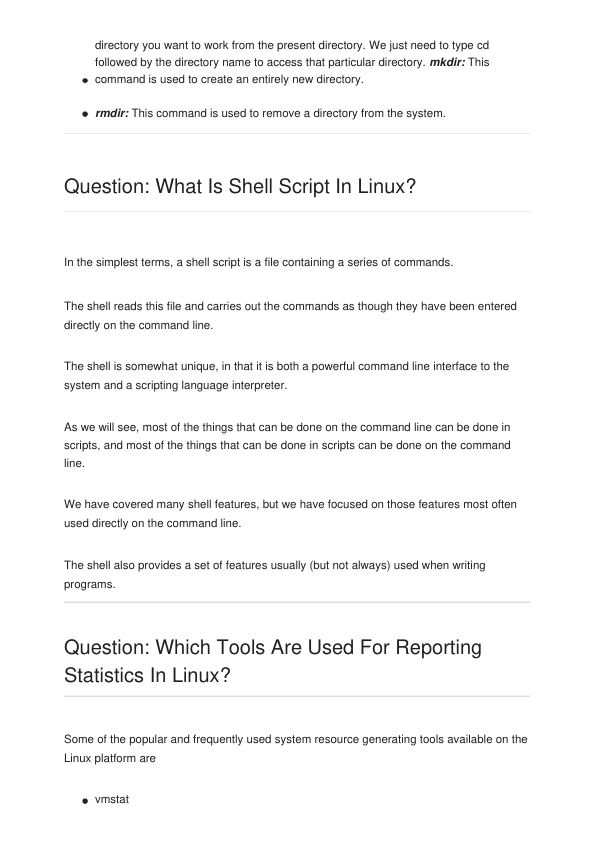 directory you want to work from the present directory. We just need to type cd
followed by the directory name to access that particular directory. mkdir: This
● command is used to create an entirely new directory.
● rmdir: This command is used to remove a directory from the system.
Question: What Is Shell Script In Linux?
In the simplest terms, a shell script is a file containing a series of commands.
The shell reads this file and carries out the commands as though they have been entered
directly on the command line.
The shell is somewhat unique, in that it is both a powerful command line interface to the
system and a scripting language interpreter.
As we will see, most of the things that can be done on the command line can be done in
scripts, and most of the things that can be done in scripts can be done on the command
line.
We have covered many shell features, but we have focused on those features most often
used directly on the command line.
The shell also provides a set of features usually (but not always) used when writing
programs.
Question: Which Tools Are Used For Reporting
Statistics In Linux?
Some of the popular and frequently used system resource generating tools available on the
Linux platform are
● vmstat